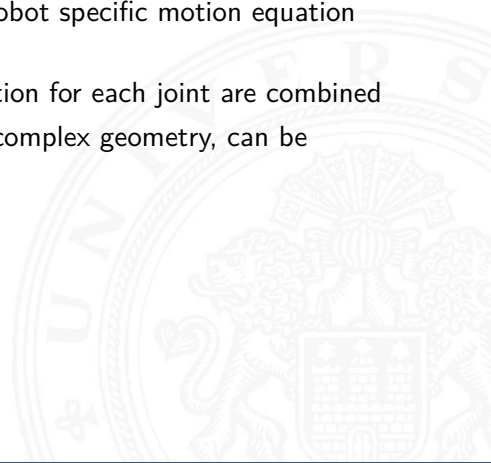 obot specific motion equation
tion for each joint are combined
complex geometry, can be
U N I V E R S